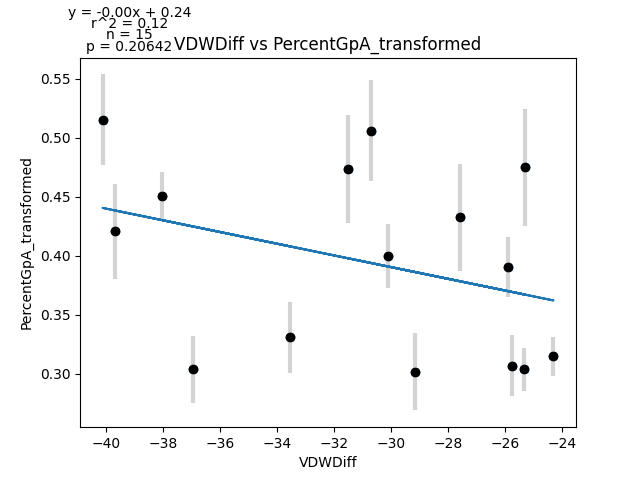 y = -0.00x + 0.24
r^2 = 0.12
n = 15
p = 0.20642
VDWDiff vs PercentGpA_transformed
PercentGpA_transformed
0.55
0.50
0.45
0.40
0.35
0.30
−40
−38
−36
−34
−32
−30
−28
−26
−24
VDWDiff